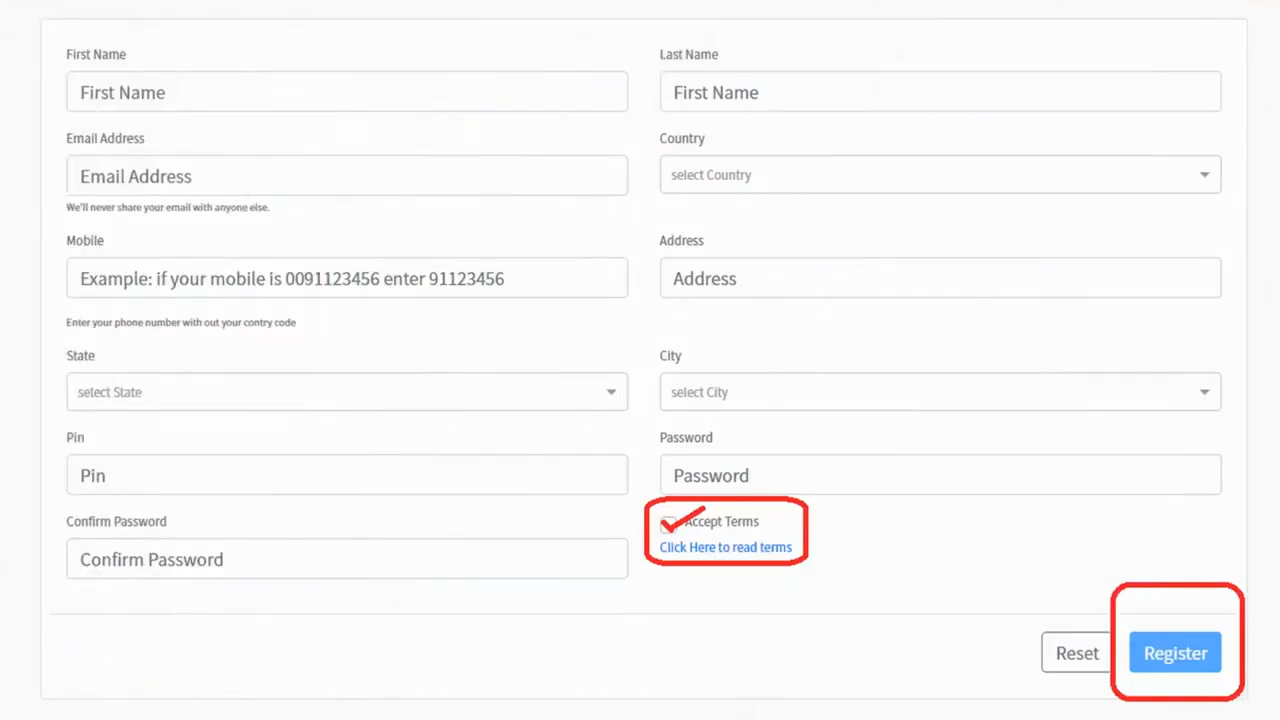 First Name
Last Name
First Name
First Name
Email Address
Country
Email Address
select Country
We'll never share your email with anyone else.
Mobile
Address
Example: if your mobile is 0091123456 enter 91123456
Address
Enter your phone number with out your contry code
State
City
select State
select City
Pin
Password
Pin
Password
Confirm Password
Accept Terms
Click Here to read terms
Confirm Password
Reset
Register